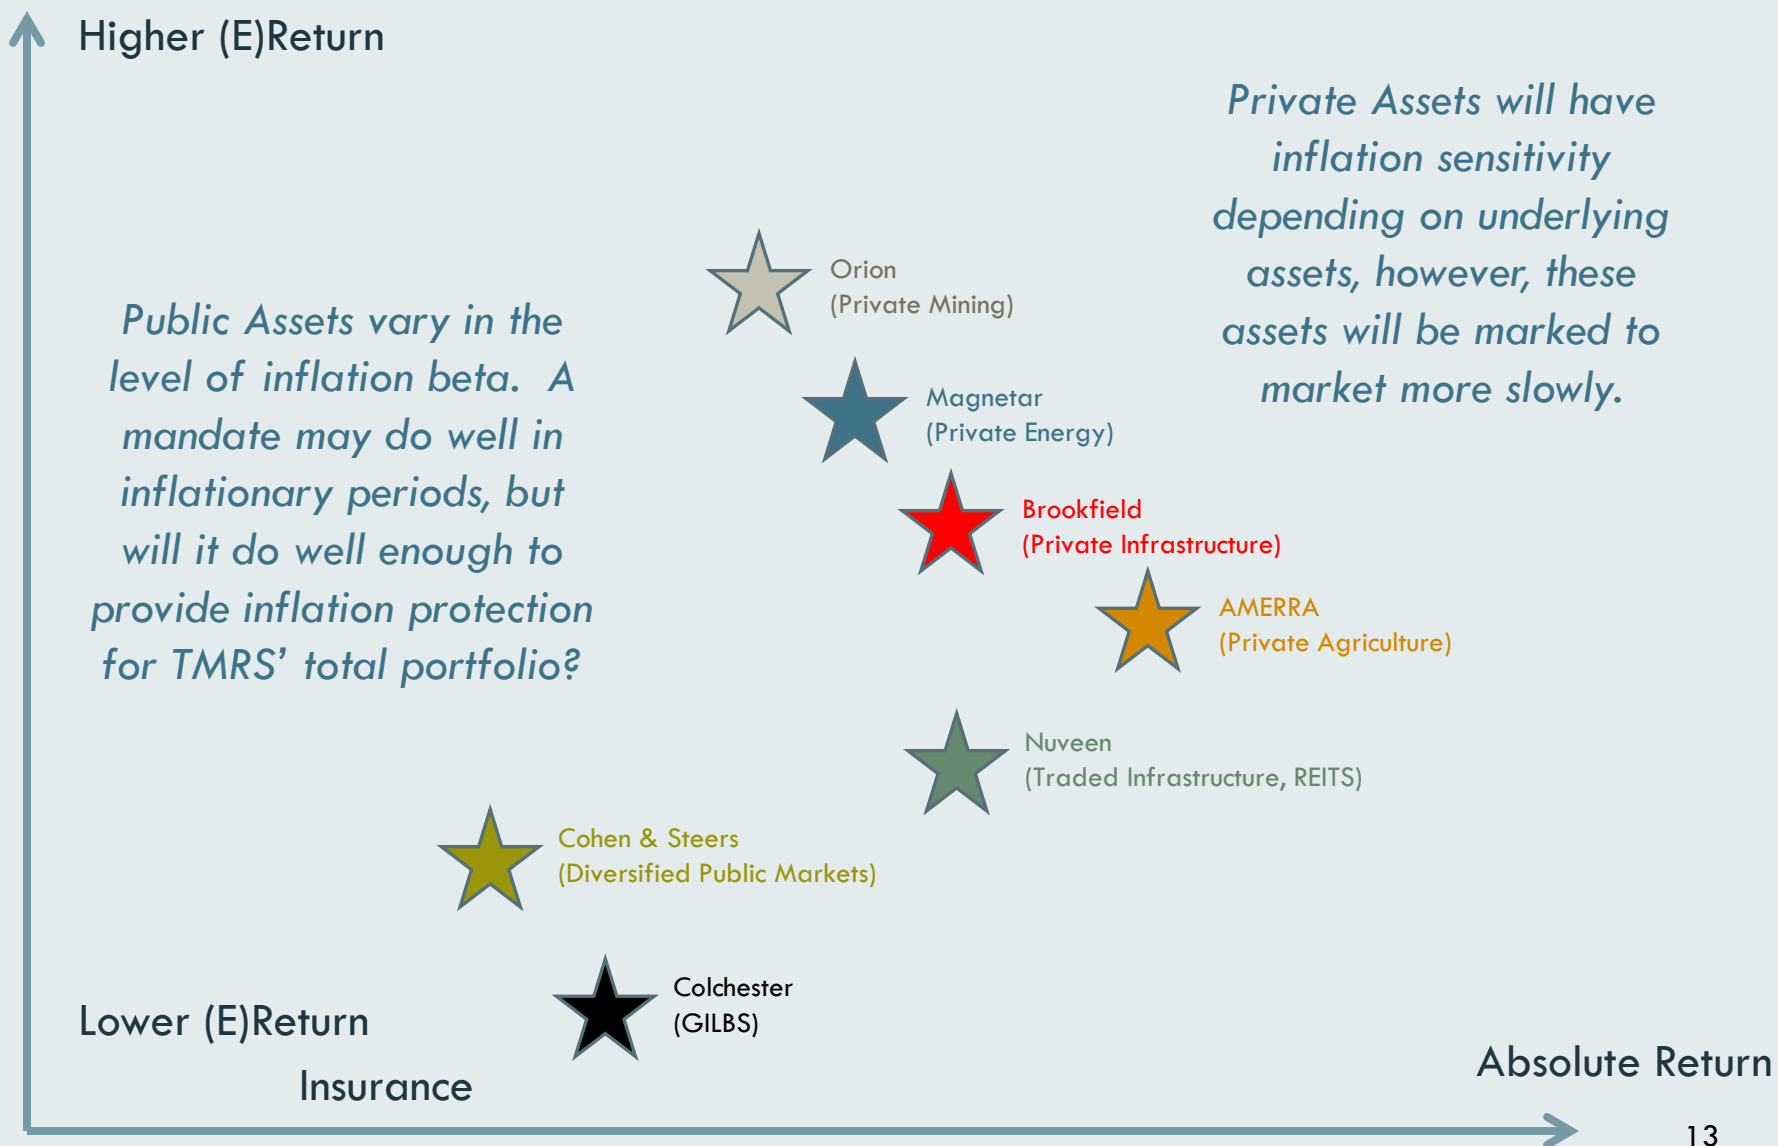 Higher (E)Return
Private Assets will have
inflation sensitivity
depending on underlying
assets, however, these
assets will be marked to
market more slowly.
Public Assets vary in the
level of inflation beta.  A
mandate may do well in
inflationary periods, but
will it do well enough to
provide inflation protection
for TMRS’ total portfolio?
Orion
(Private Mining)
Magnetar
(Private Energy)
Brookfield
(Private Infrastructure)
AMERRA
(Private Agriculture)
Nuveen
(Traded Infrastructure, REITS)
Cohen & Steers
(Diversified Public Markets)
Colchester
(GILBS)
Lower (E)Return
Insurance
Absolute Return
13